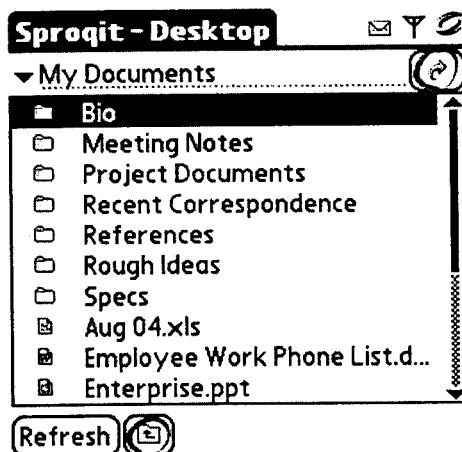 Sproqit - Desktop
My Documents
Bio
Meeting Notes
Project Documents
Recent Correspondence
References
Rough Ideas
Specs
Aug 04.xls
Employee Work Phone List.d...
Enterprise.ppt
Refresh